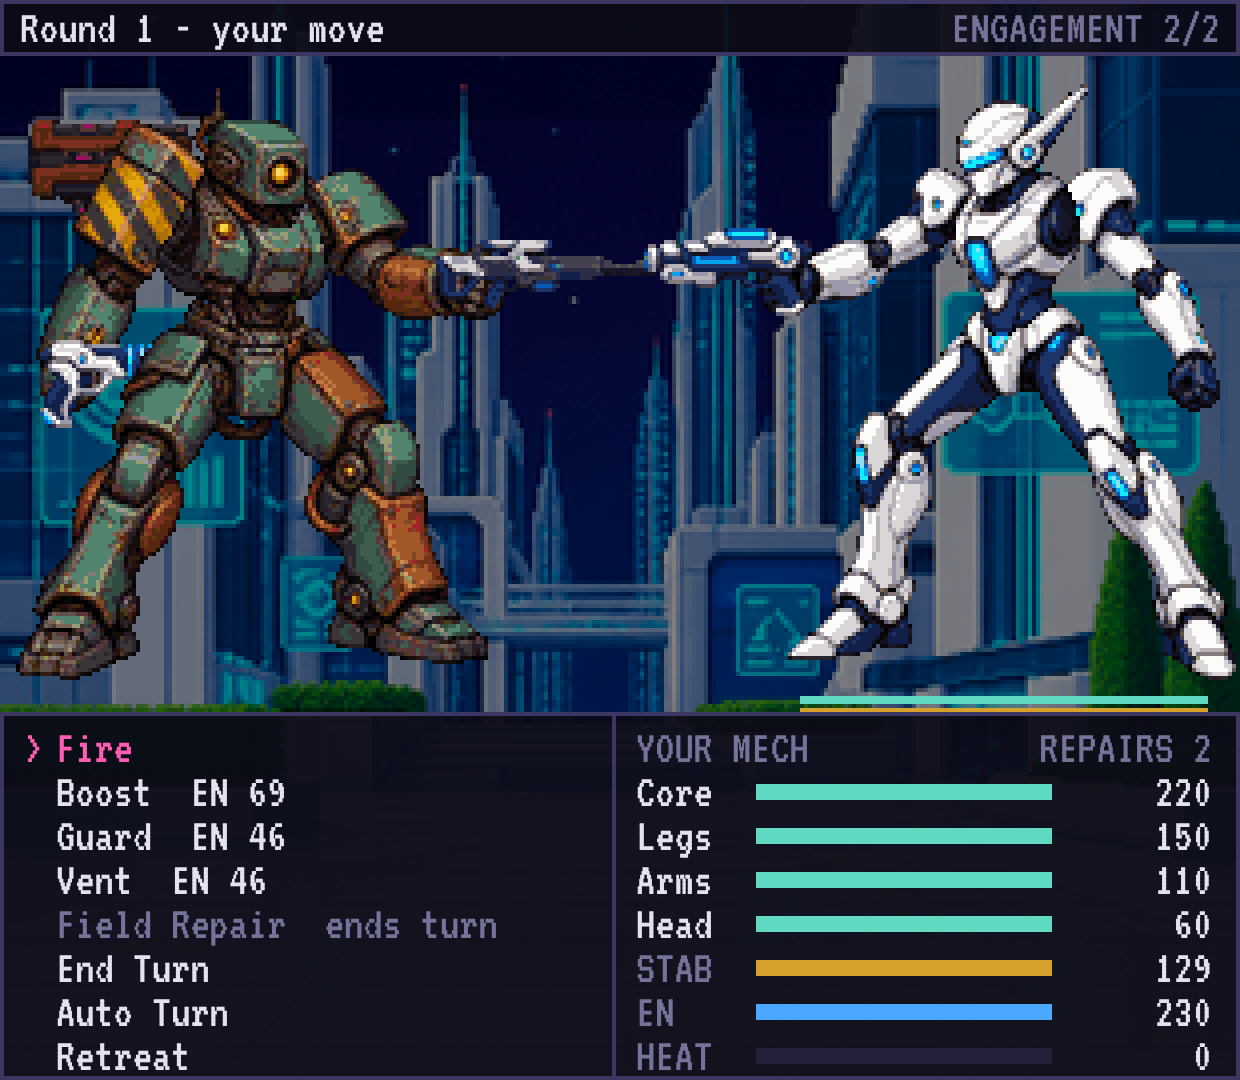 Round 1 - your move
ENGAGEMENT 2/2
> Fire
Boost EN 69
Guard EN 46
Vent EN 46
Field Repair ends turn
End Turn
Auto Turn
Retreat
YOUR MECH REPAIRS 2
Core 220
Legs 150
Arms 110
Head 60
STAB 129
EN 230
HEAT 0